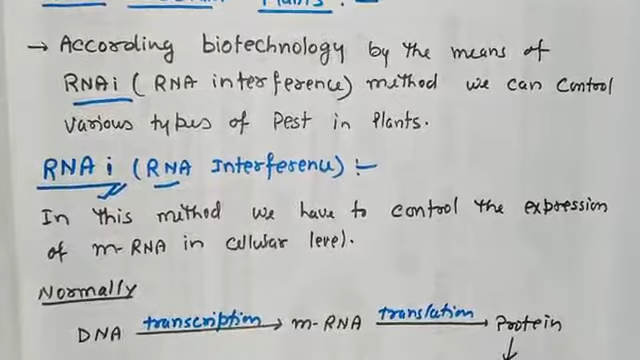 Plants :-
→ According biotechnology by the means of
RNAi ( RNA interference) method we can control
various types of Pest in Plants.
RNA i ( RNA Interference) :-
In this method we have to control the expression
of m-RNA in cellular level.
Normally
DNA transcription → m-RNA translation → Protein
↓